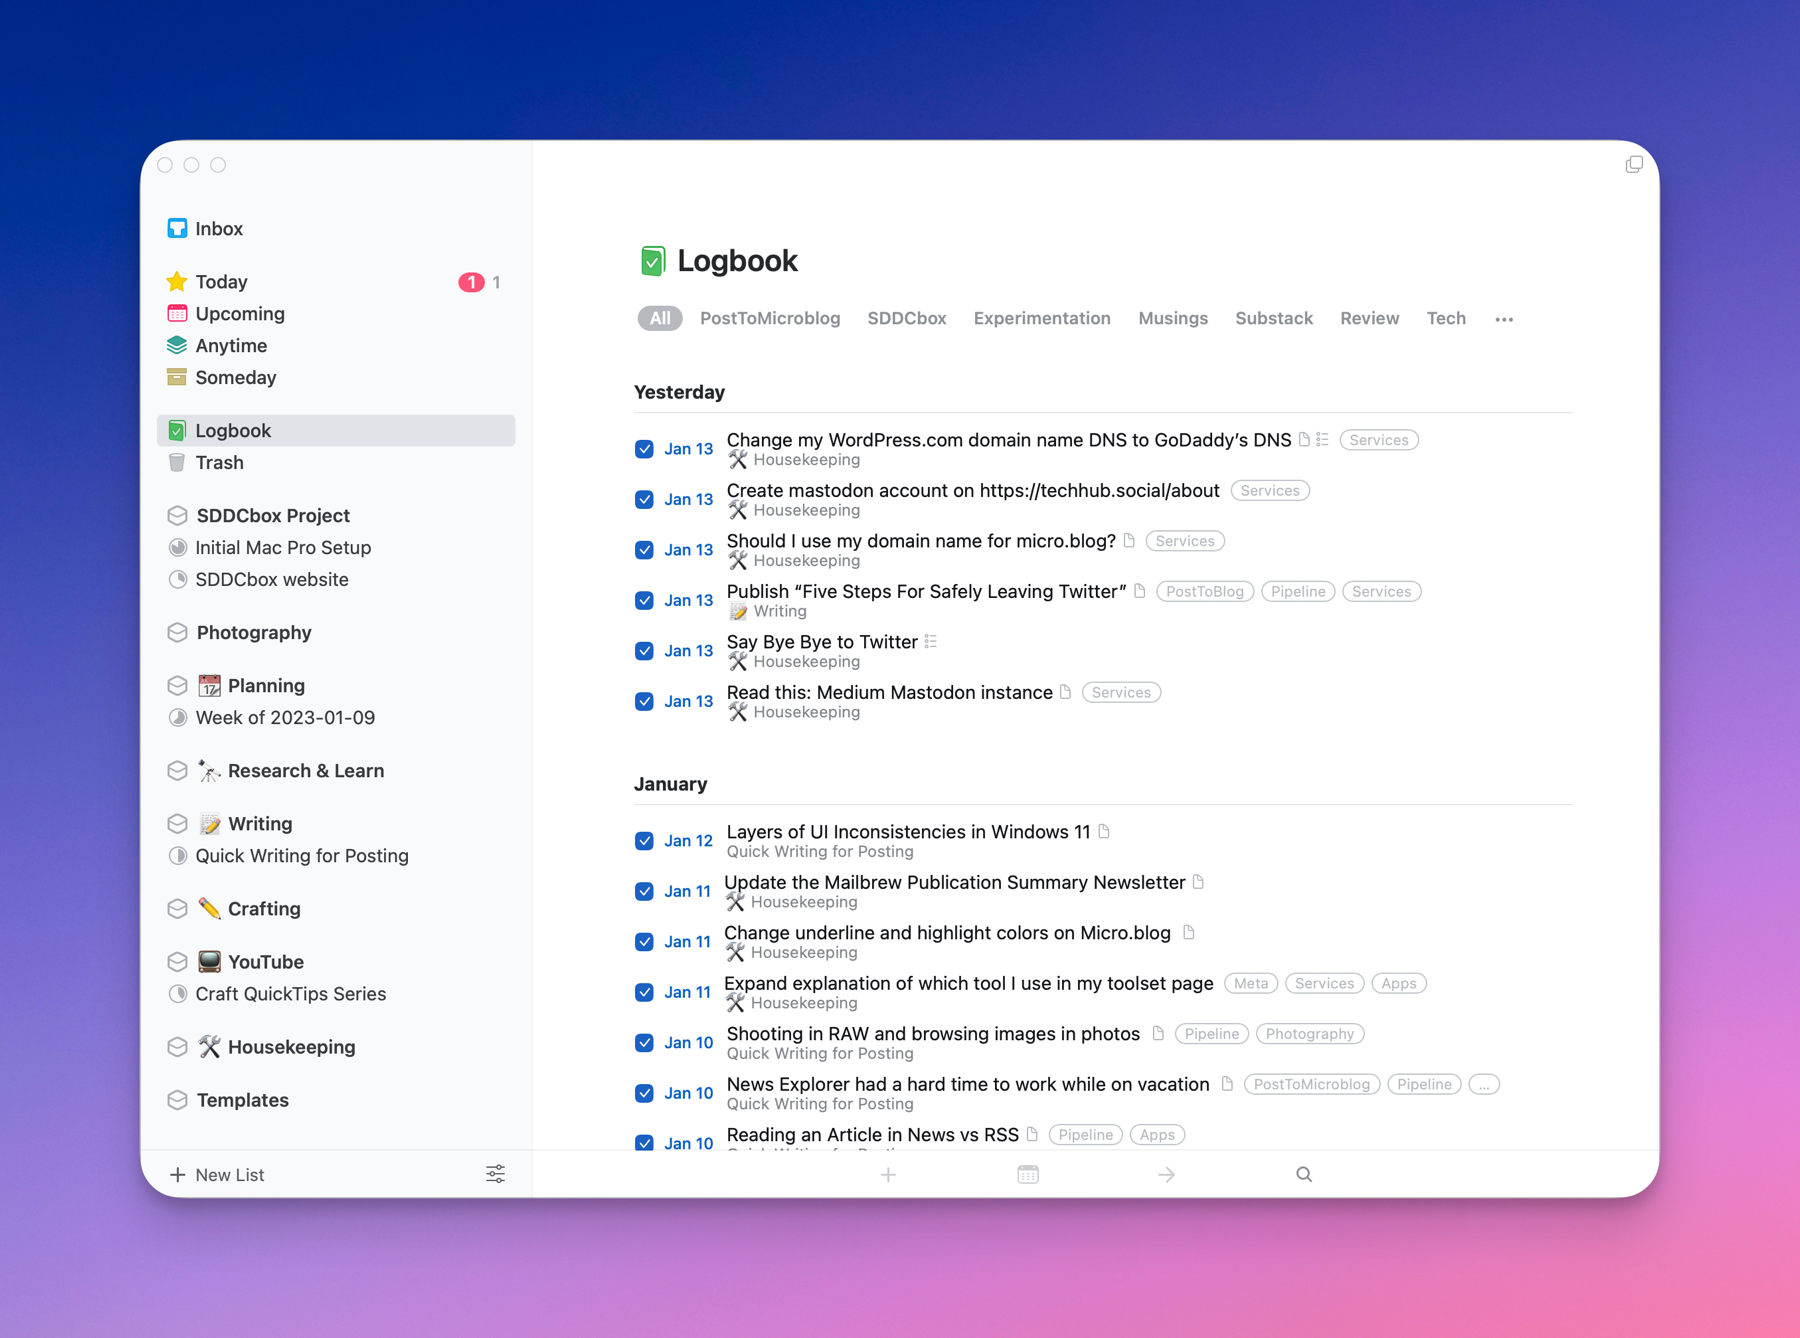 Inbox
Today 1 1
Upcoming
Anytime
Someday
Logbook
Trash
SDDCbox Project
Initial Mac Pro Setup
SDDCbox website
Photography
17 Planning
Week of 2023-01-09
Research & Learn
Writing
Quick Writing for Posting
Crafting
YouTube
Craft QuickTips Series
Housekeeping
Templates
New List
Logbook
All PostToMicroblog SDDCbox Experimentation Musings Substack Review Tech •••
Yesterday
Jan 13 Change my WordPress.com domain name DNS to GoDaddy’s DNS Services
Housekeeping
Jan 13 Create mastodon account on https://techhub.social/about Services
Housekeeping
Jan 13 Should I use my domain name for micro.blog? Services
Housekeeping
Jan 13 Publish “Five Steps For Safely Leaving Twitter” PostToBlog Pipeline Services
Writing
Jan 13 Say Bye Bye to Twitter
Housekeeping
Jan 13 Read this: Medium Mastodon instance Services
Housekeeping
January
Jan 12 Layers of UI Inconsistencies in Windows 11
Quick Writing for Posting
Jan 11 Update the Mailbrew Publication Summary Newsletter
Housekeeping
Jan 11 Change underline and highlight colors on Micro.blog
Housekeeping
Jan 11 Expand explanation of which tool I use in my toolset page Meta Services Apps
Housekeeping
Jan 10 Shooting in RAW and browsing images in photos Pipeline Photography
Quick Writing for Posting
Jan 10 News Explorer had a hard time to work while on vacation PostToMicroblog Pipeline ...
Quick Writing for Posting
Jan 10 Reading an Article in News vs RSS Pipeline Apps